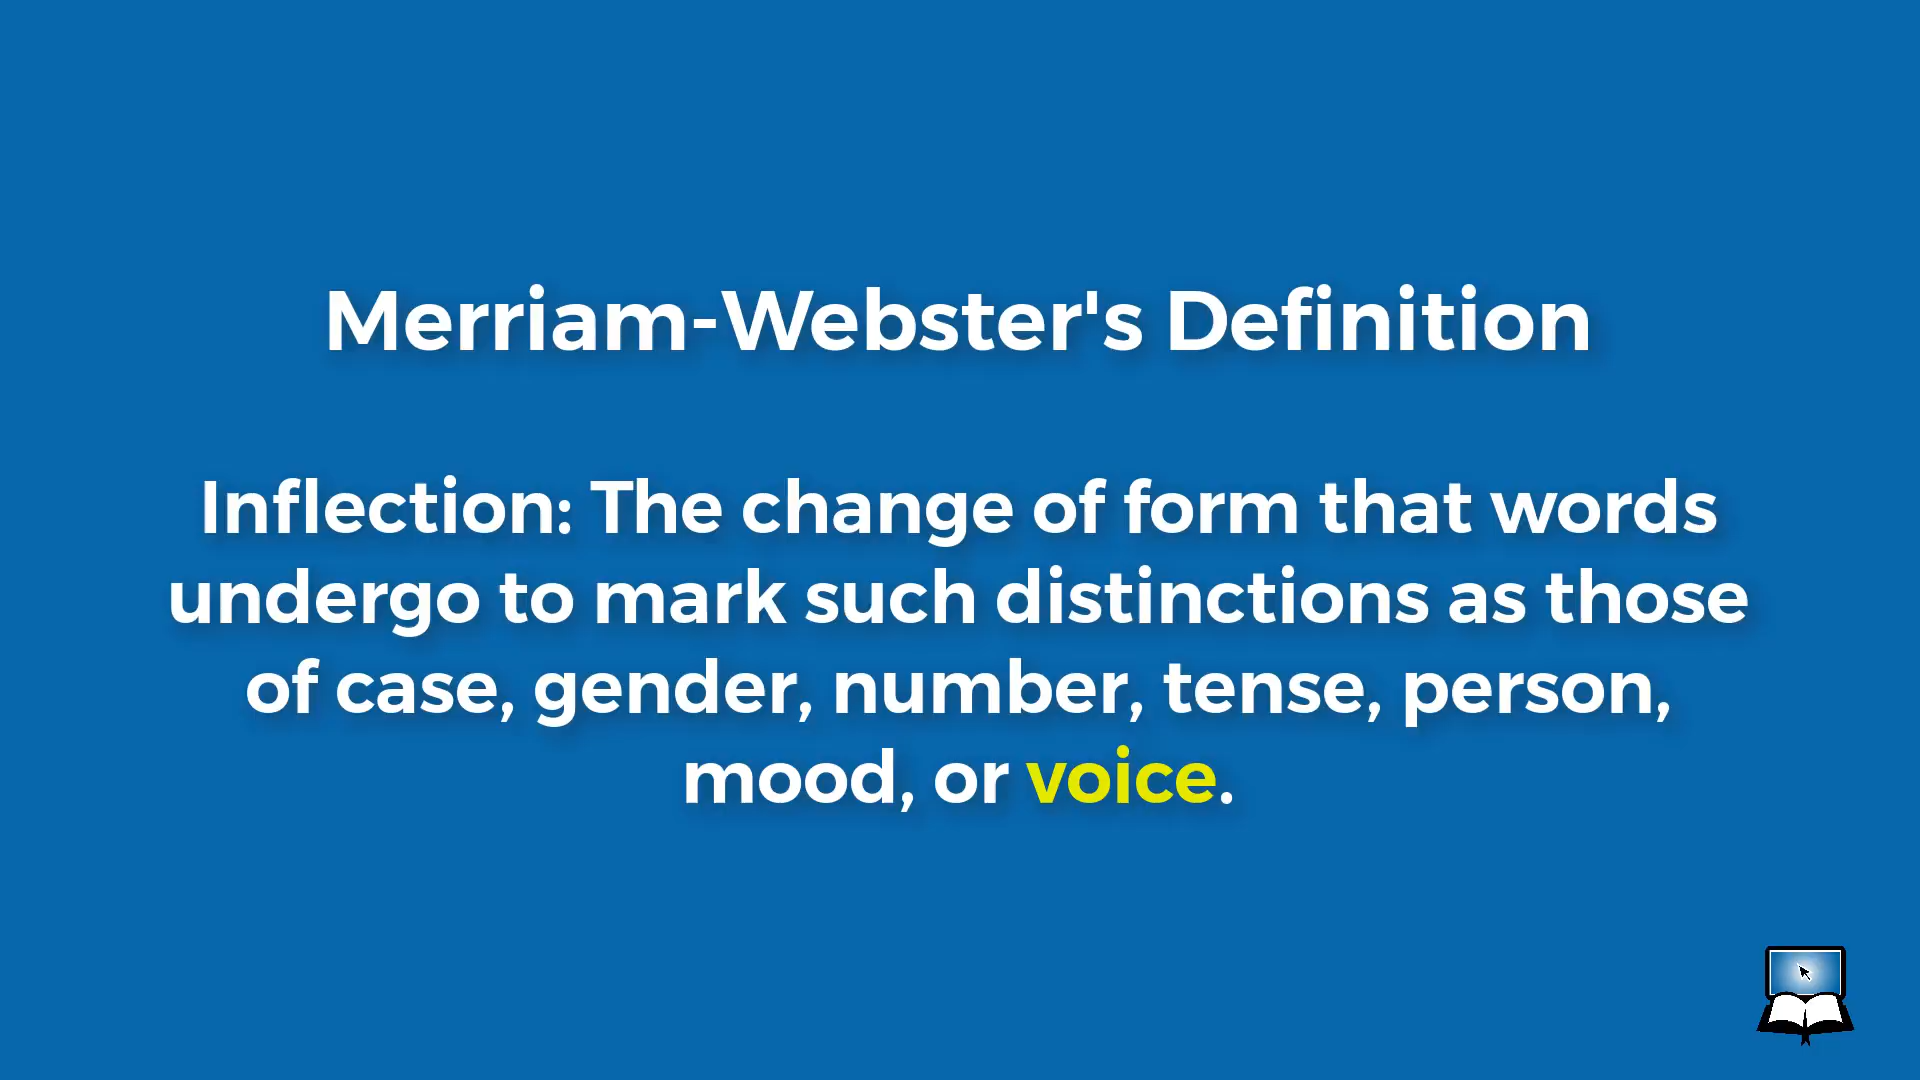 Merriam-Webster's Definition
Inflection: The change of form that words
undergo to mark such distinctions as those
of case, gender, number, tense, person,
mood, or voice.